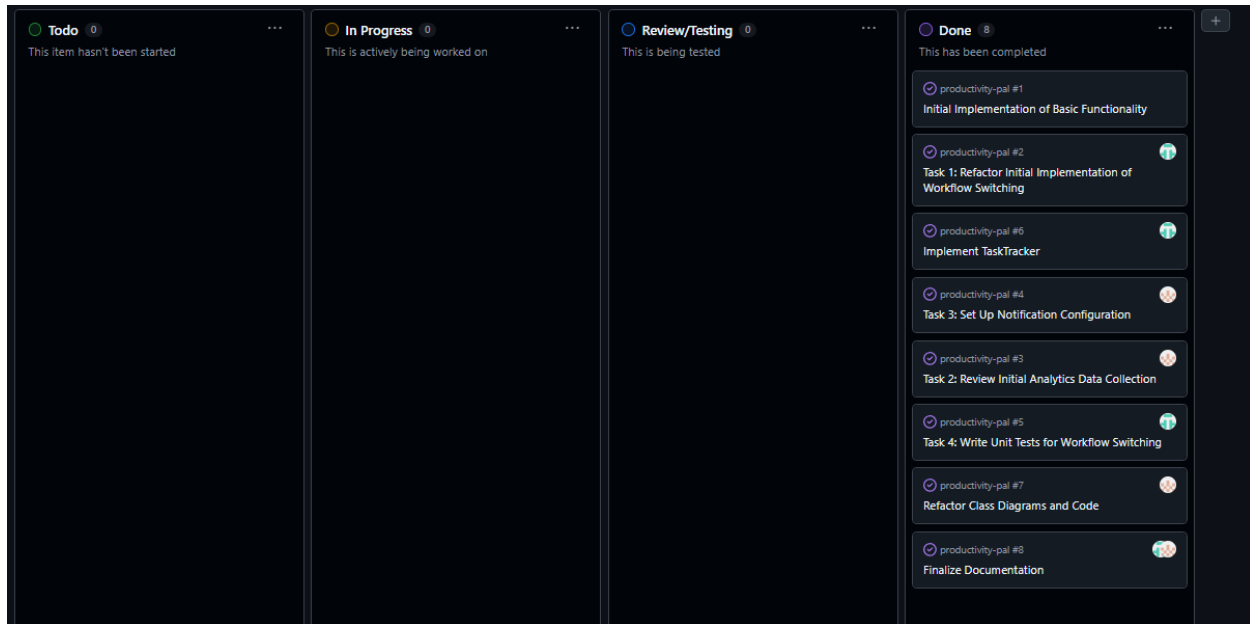 Todo 0
This item hasn't been started
In Progress 0
This is actively being worked on
Review/Testing 0
This is being tested
Done 8
This has been completed
productivity-pal #1
Initial Implementation of Basic Functionality
productivity-pal #2
Task 1: Refactor Initial Implementation of
Workflow Switching
productivity-pal #6
Implement TaskTracker
productivity-pal #4
Task 3: Set Up Notification Configuration
productivity-pal #3
Task 2: Review Initial Analytics Data Collection
productivity-pal #5
Task 4: Write Unit Tests for Workflow Switching
productivity-pal #7
Refactor Class Diagrams and Code
productivity-pal #8
Finalize Documentation